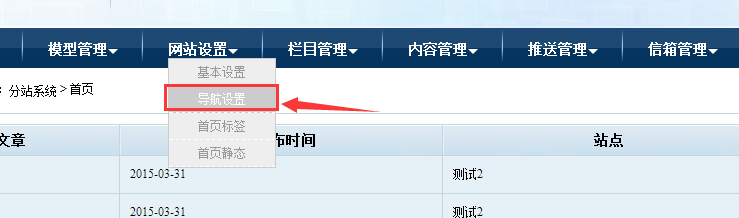 模型管理 网站设置 栏目管理 内容管理 推送管理 信箱管理
基本设置
：分站系统 > 首页
导航设置
首页标签
文章 布时间 站点
首页静态
2015-03-31 测试2
2015-03-31 测试2